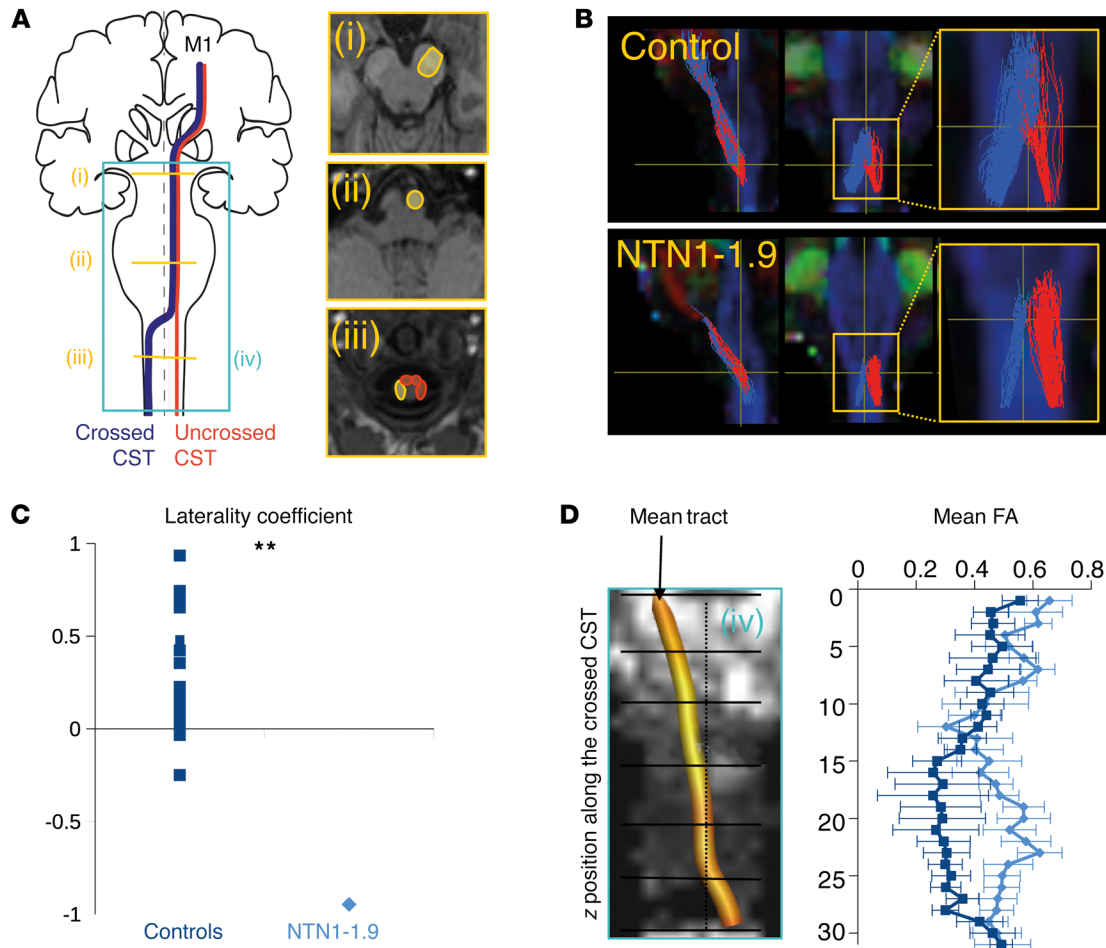 A
M1
(i)
(ii)
(iii)
(iv)
Crossed
CST
Uncrossed
CST
(i)
(ii)
(iii)
B
Control
NTN1-1.9
C
Laterality coefficient
**
1
0.5
0
-0.5
-1
Controls
NTN1-1.9
D
Mean tract
(iv)
z position along the crossed CST
Mean FA
0
0.2
0.4
0.6
0.8
0
5
10
15
20
25
30